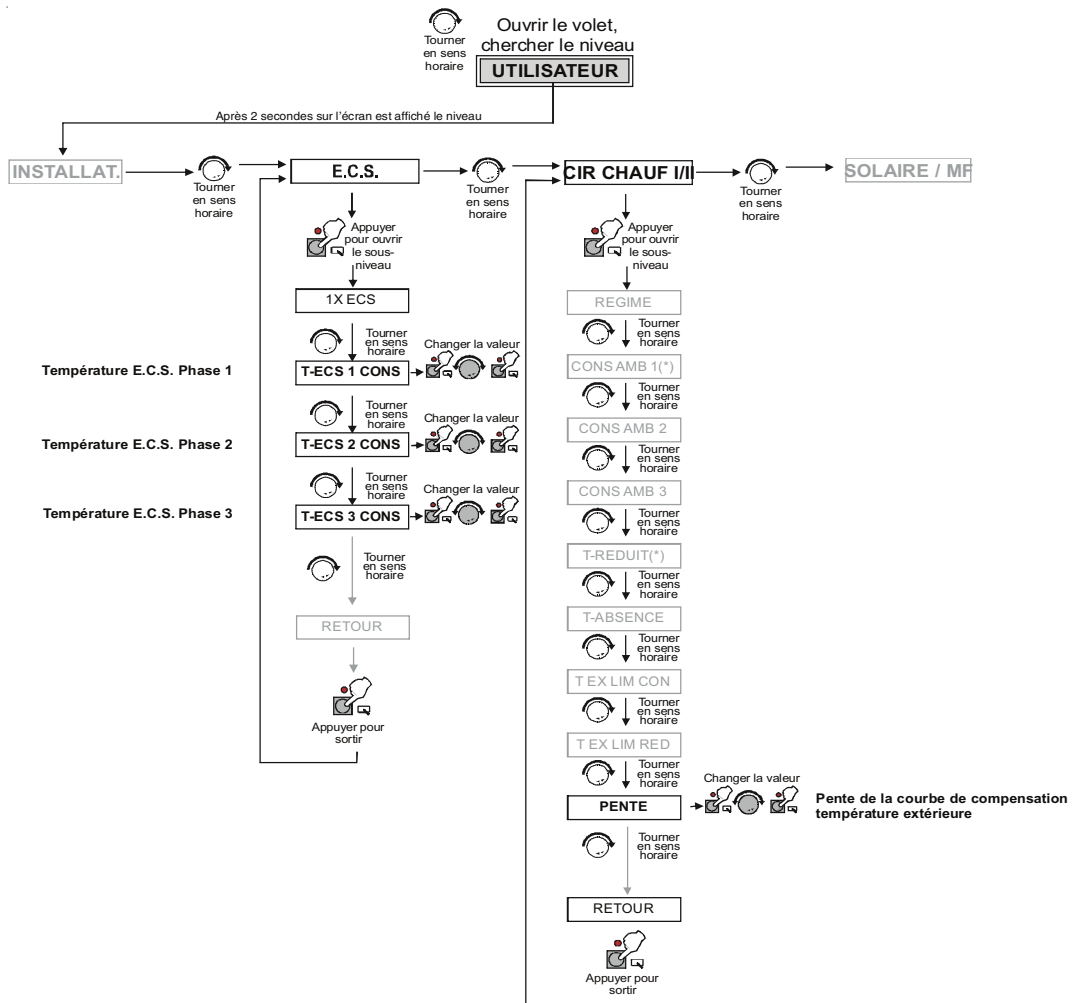 Tourner
en sens
horaire
Ouvrir le volet,
chercher le niveau
UTILISATEUR
Après 2 secondes sur l'écran est affiché le niveau
INSTALLAT.
Tourner
en sens
horaire
E.C.S.
Tourner
en sens
horaire
CIR CHAUF I/II
Tourner
en sens
horaire
SOLAIRE / MF
Appuyer
pour ouvrir
le sous-
niveau
1X ECS
Tourner
en sens
horaire
Température E.C.S. Phase 1
T-ECS 1 CONS
Changer la valeur
Tourner
en sens
horaire
Température E.C.S. Phase 2
T-ECS 2 CONS
Changer la valeur
Tourner
en sens
horaire
Température E.C.S. Phase 3
T-ECS 3 CONS
Changer la valeur
Tourner
en sens
horaire
RETOUR
Appuyer pour
sortir
Appuyer
pour ouvrir
le sous-
niveau
REGIME
Tourner
en sens
horaire
CONS AMB 1(*)
Tourner
en sens
horaire
CONS AMB 2
Tourner
en sens
horaire
CONS AMB 3
Tourner
en sens
horaire
T-REDUIT(*)
Tourner
en sens
horaire
T-ABSENCE
Tourner
en sens
horaire
T EX LIM CON
Tourner
en sens
horaire
T EX LIM RED
Tourner
en sens
horaire
PENTE
Changer la valeur
Pente de la courbe de compensation
température extérieure
Tourner
en sens
horaire
RETOUR
Appuyer pour
sortir